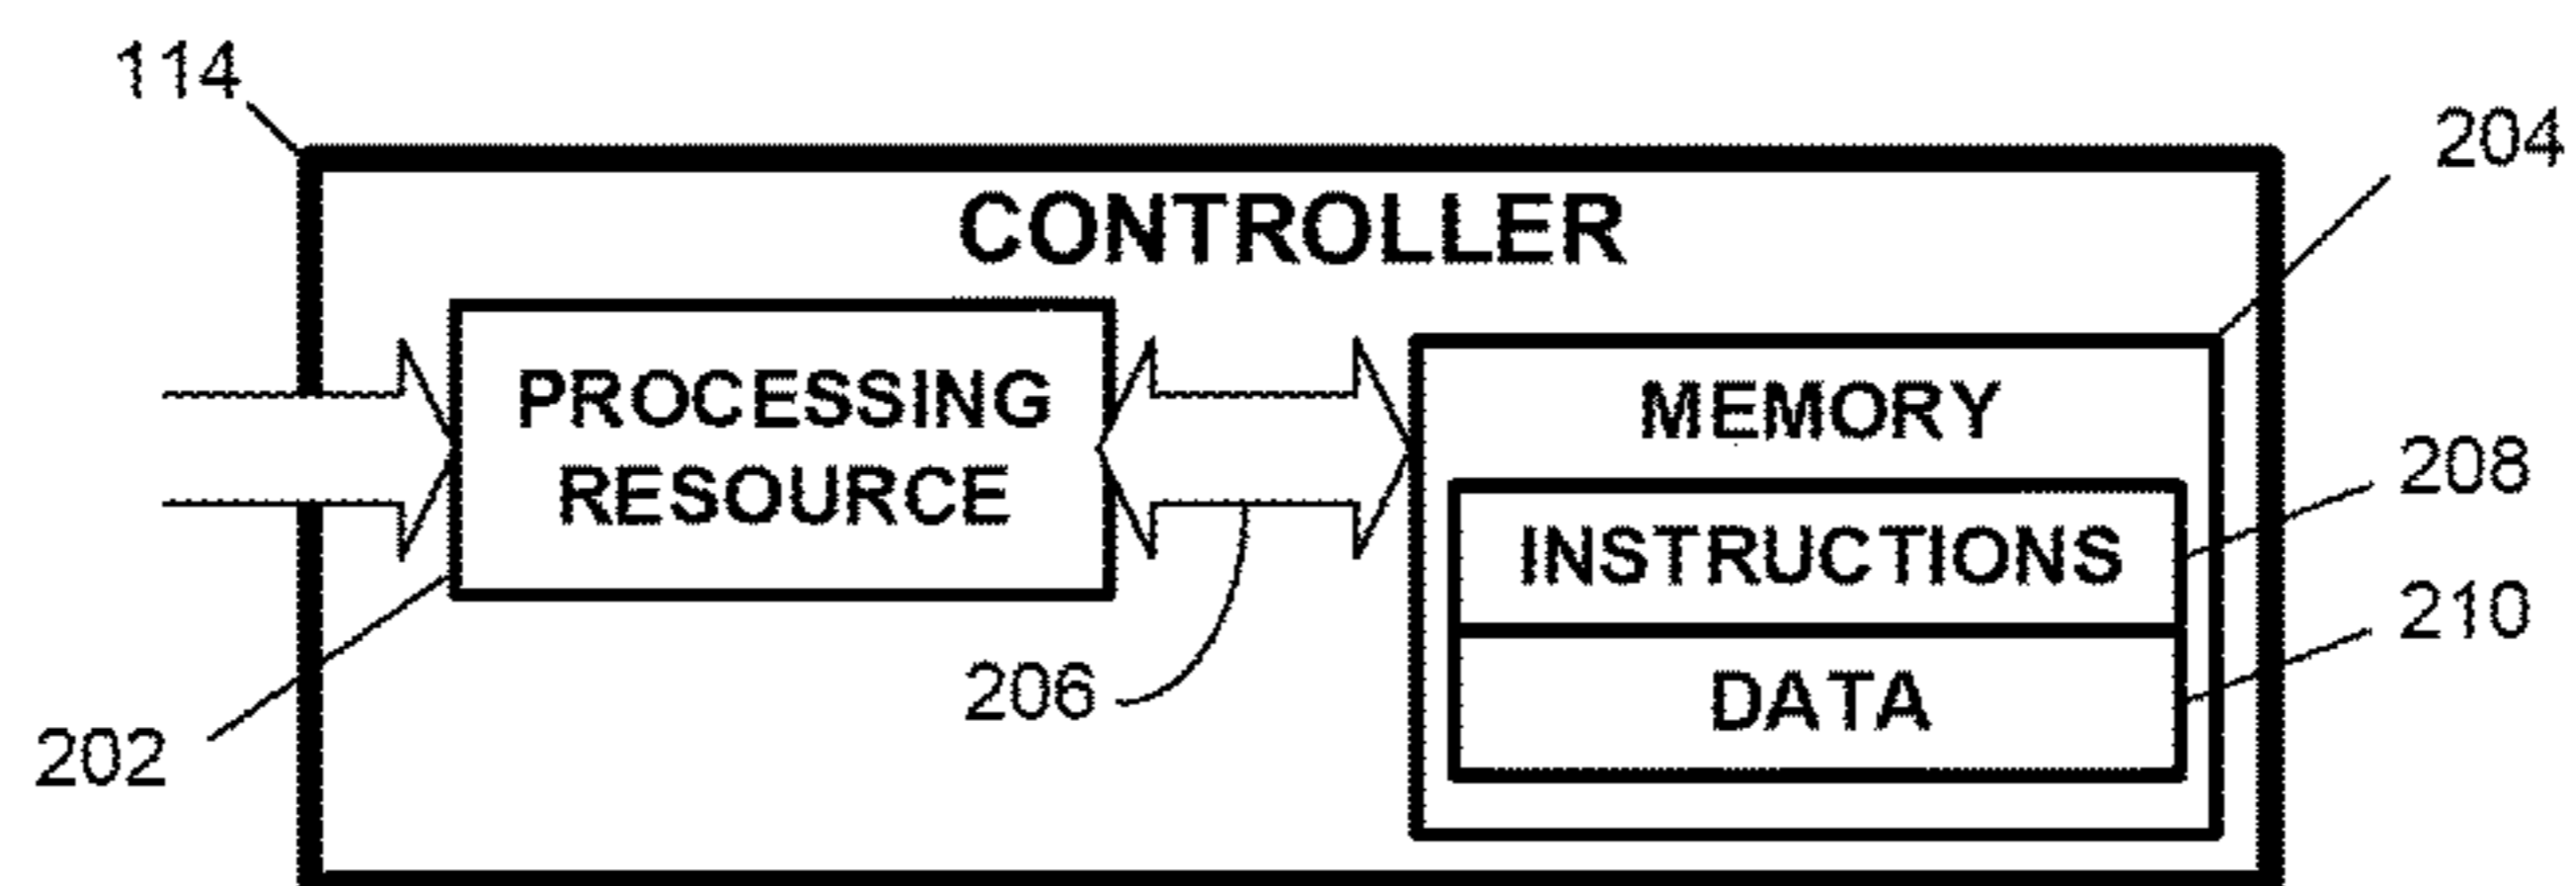 114
204
CONTROLLER
PROCESSING
RESOURCE
MEMORY
208
INSTRUCTIONS
210
206
DATA
202